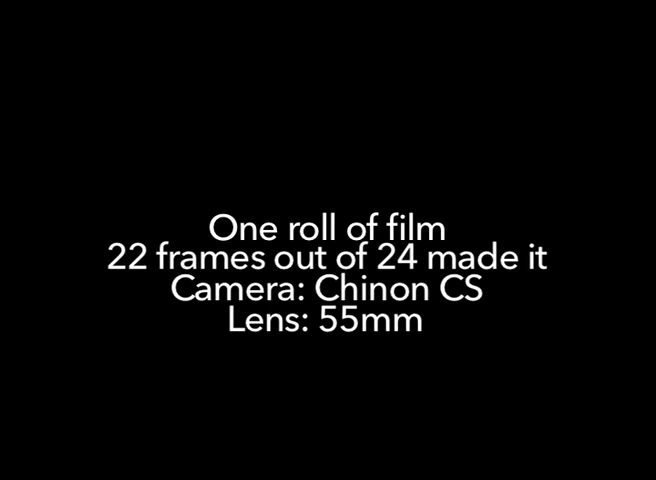 One roll of film
22 frames out of 24 made it
Camera: Chinon CS
Lens: 55mm